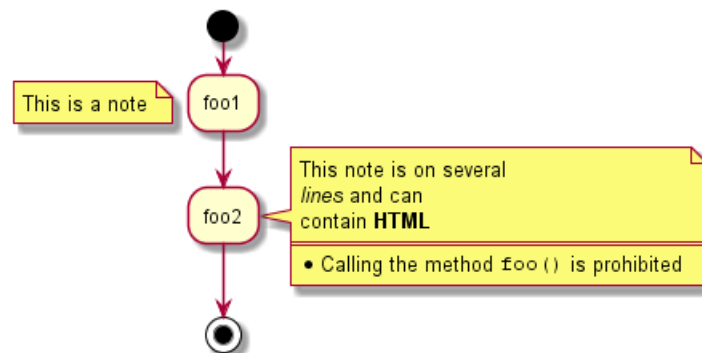 This is a note
foo1
This note is on several
lines and can
contain HTML
foo2
• Calling the method foo() is prohibited